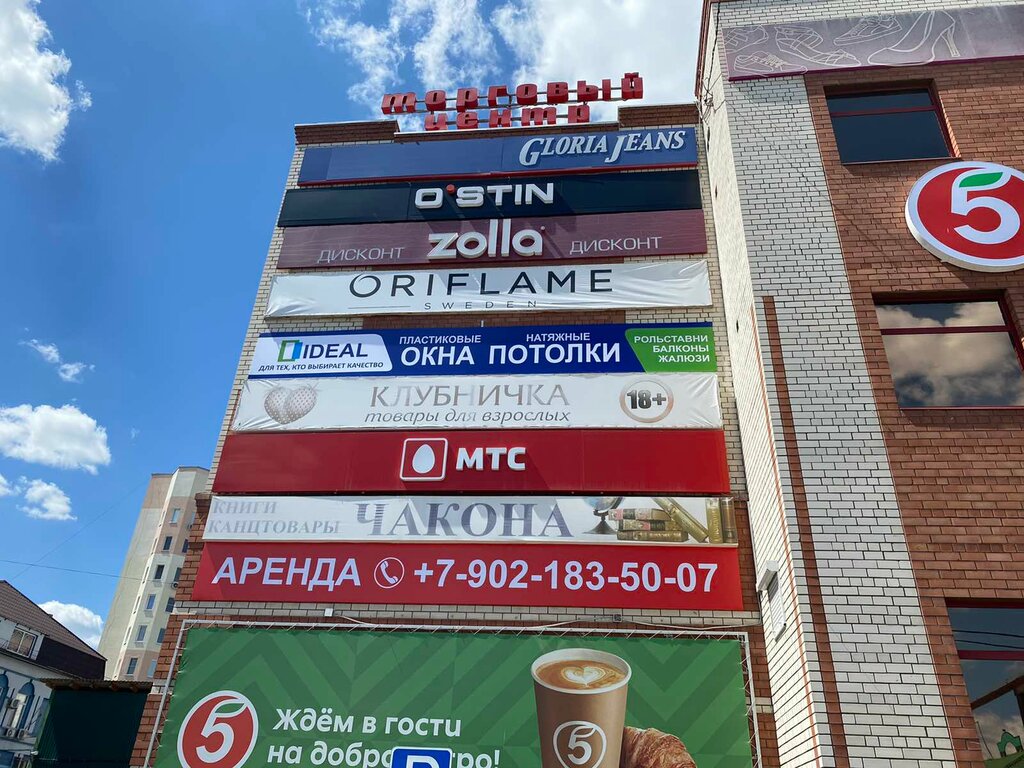 торговый
центр
GLORIA JEANS
O'STIN
ДИСКОНТ zolla ДИСКОНТ
ORIFLAME
SWEDEN
IDEAL
ДЛЯ ТЕХ, КТО ВЫБИРАЕТ КАЧЕСТВО
ПЛАСТИКОВЫЕ
ОКНА
НАТЯЖНЫЕ
ПОТОЛКИ
РОЛЬСТАВНИ
БАЛКОНЫ
ЖАЛЮЗИ
КЛУБНИЧКА
товары для взрослых
18+
МТС
КНИГИ
КАНЦТОВАРЫ
ЧАКОНА
АРЕНДА +7-902-183-50-07
5
Ждём в гости
на
5
5